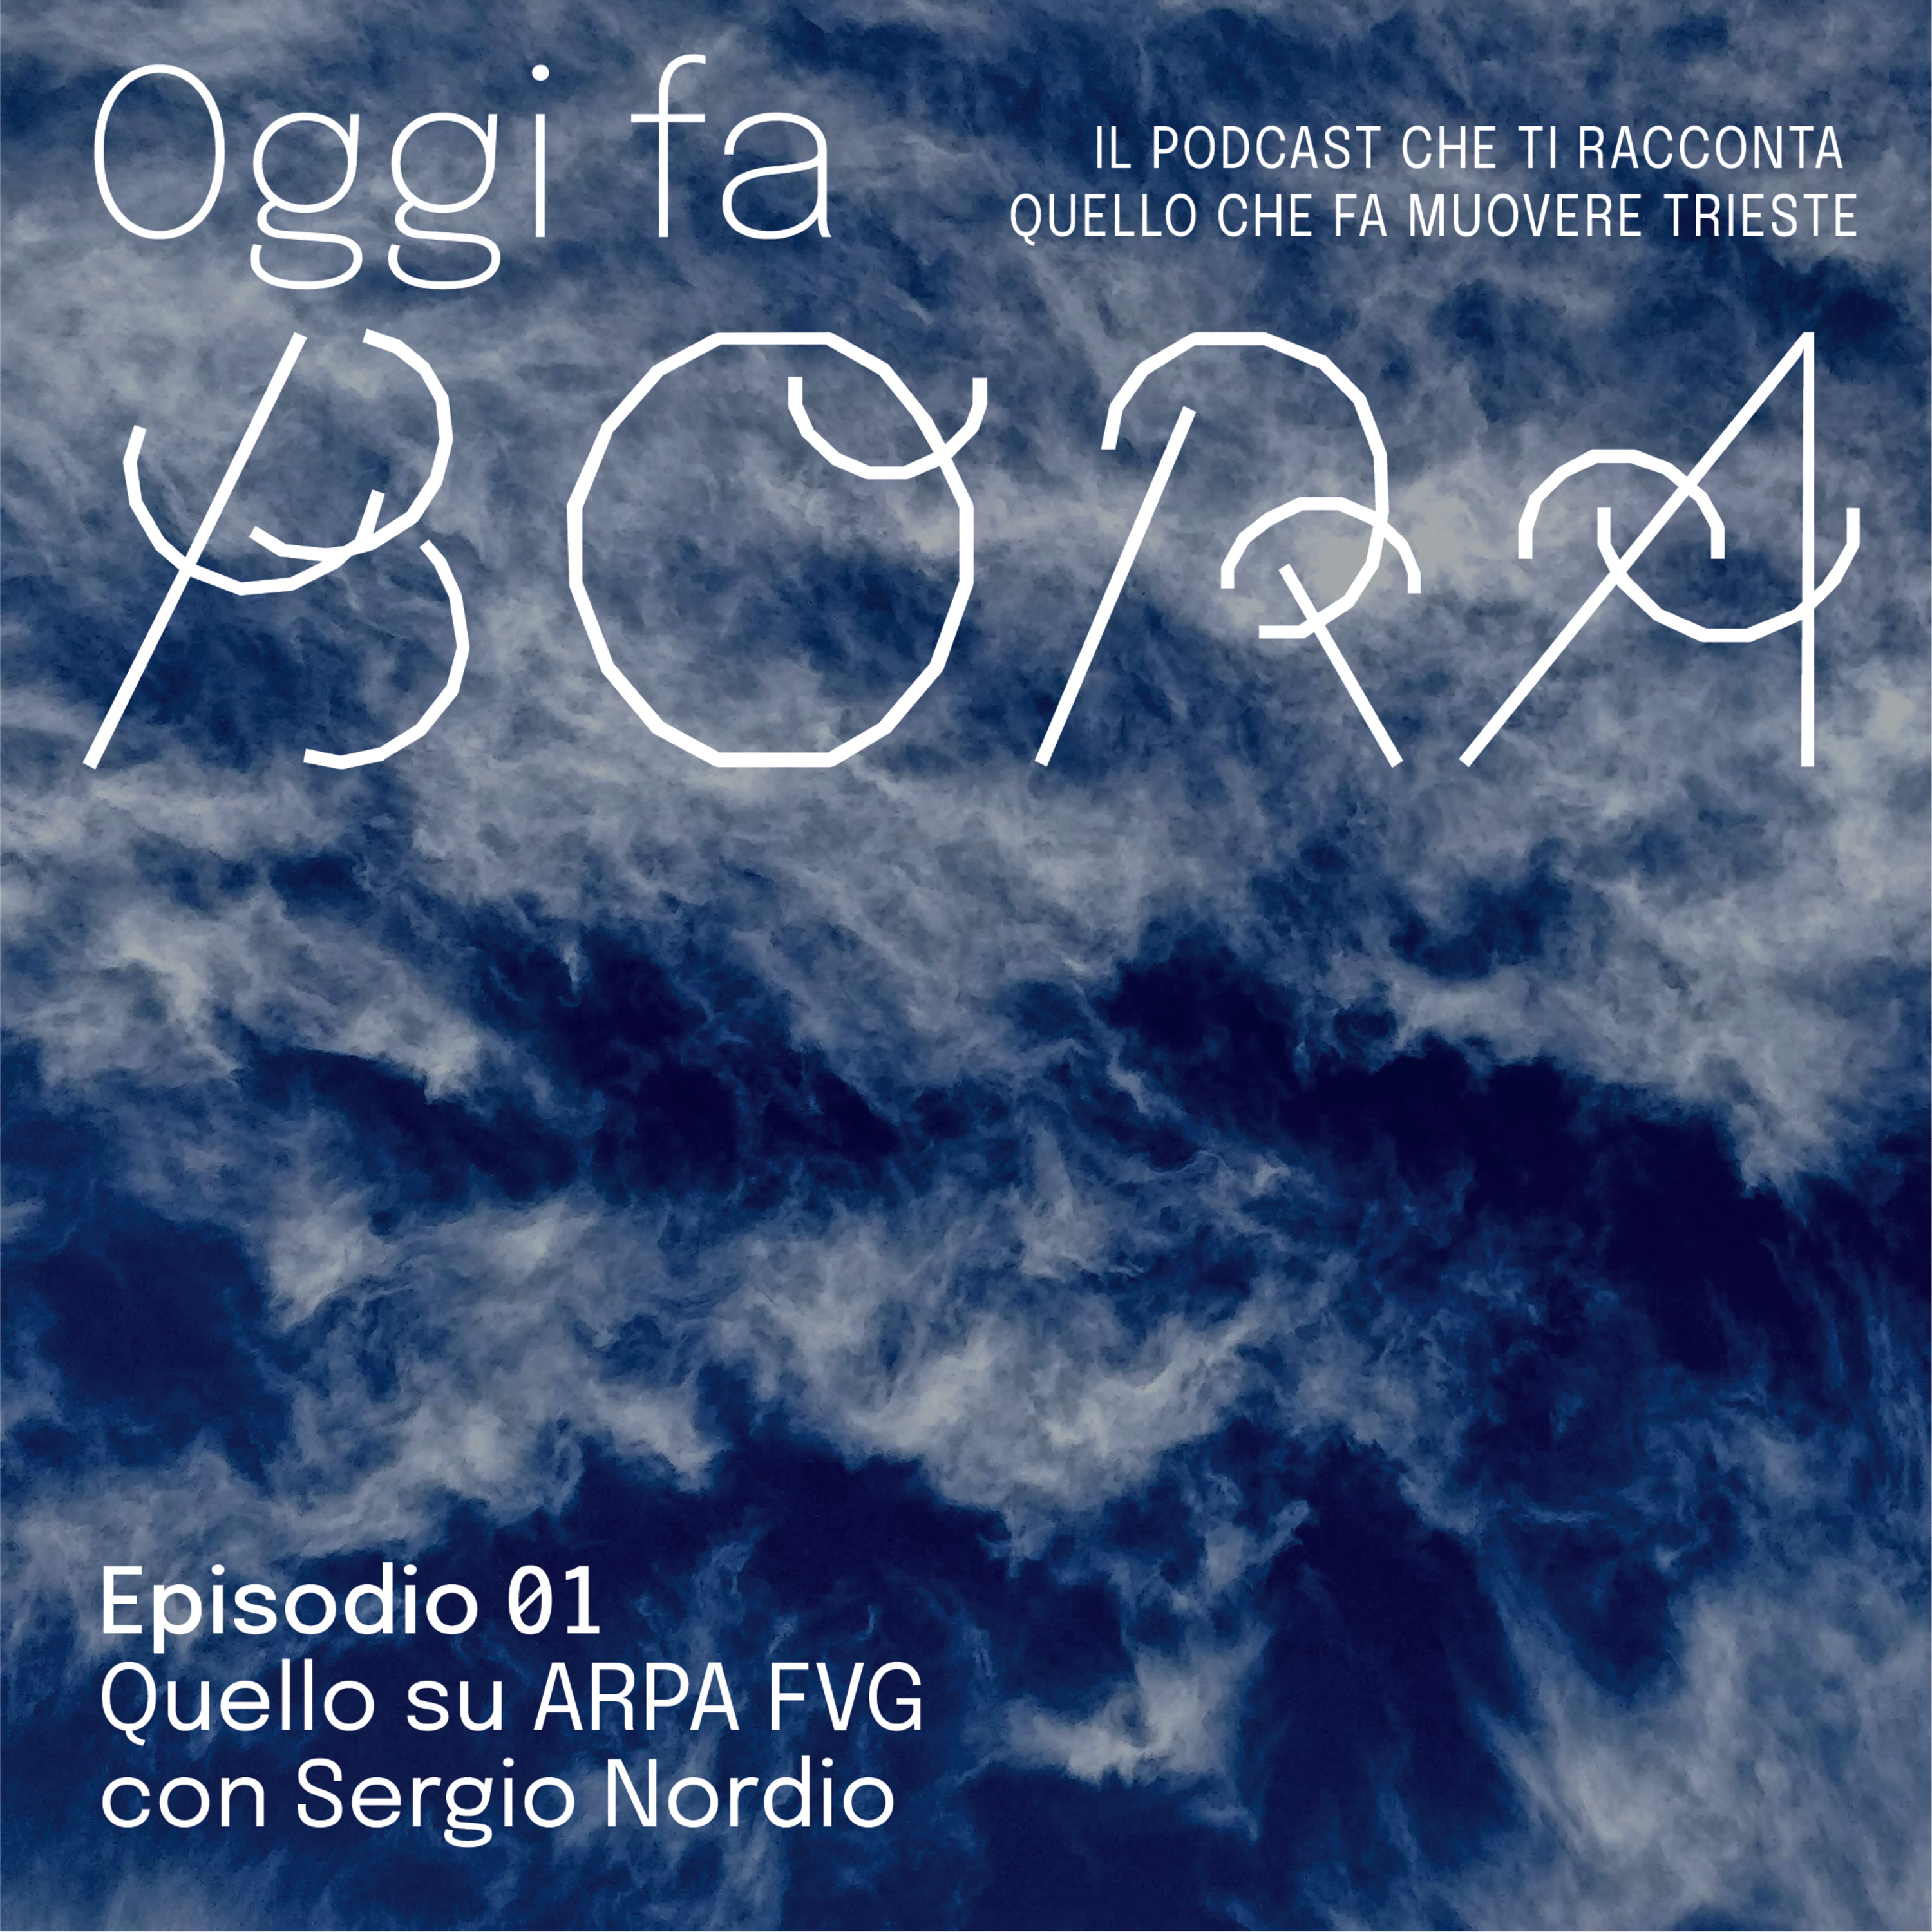 Oggi fa
IL PODCAST CHE TI RACCONTA
QUELLO CHE FA MUOVERE TRIESTE
BORA
Episodio 01
Quello su ARPA FVG
con Sergio Nordio